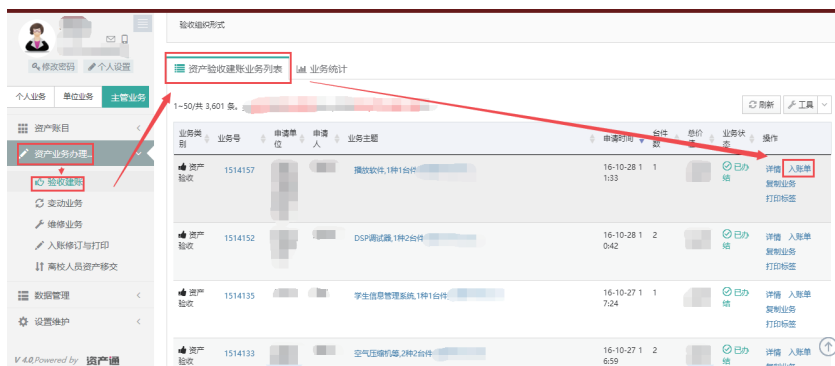 验收组织形式
修改密码 个人设置
个人业务 单位业务 主管业务
资产账目
资产业务办理
验收建账
变动业务
维修业务
入账修订与打印
高校人员资产移交
数据管理
设置维护
V 4.0,Powered by 资产通
资产验收建账业务列表 业务统计
1~50/共 3,601 条。
刷新 工具
业务类别 业务号 申请单位 申请人 业务主题 申请时间 台件数 总价 业务状态 操作
资产验收 1514157 播放软件,1种1台件 16-10-28 11:33 1 已办结 详情 入账单
复制业务
打印标签
资产验收 1514152 DSP调试器,1种2台件 16-10-28 10:42 2 已办结 详情 入账单
复制业务
打印标签
资产验收 1514135 学生信息管理系统,1种1台件 16-10-27 17:24 1 已办结 详情 入账单
复制业务
打印标签
资产验收 1514133 空气压缩机等,2种2台件 16-10-27 16:59 2 已办结 详情 入账单